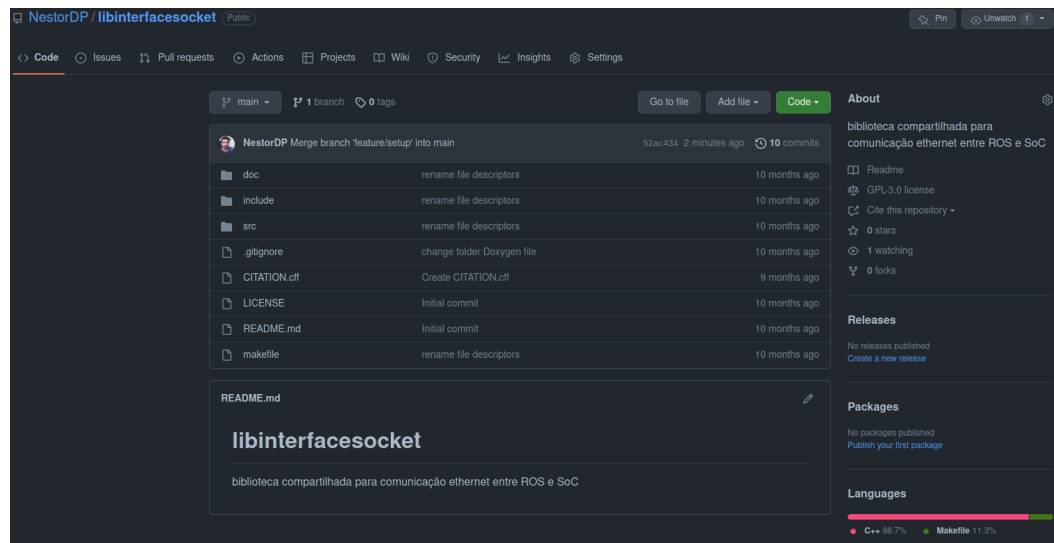 NestorDP / libinterfacesocket Public
Pin
Unwatch 1
Code Issues Pull requests Actions Projects Wiki Security Insights Settings
main 1 branch 0 tags Go to file Add file Code
NestorDP Merge branch 'feature/setup' into main 52ac434 2 minutes ago 10 commits
doc rename file descriptors 10 months ago
include rename file descriptors 10 months ago
src rename file descriptors 10 months ago
.gitignore change folder Doxygen file 10 months ago
CITATION.cff Create CITATION.cff 9 months ago
LICENSE Initial commit 10 months ago
README.md Initial commit 10 months ago
makefile rename file descriptors 10 months ago
README.md
libinterfacesocket
biblioteca compartilhada para comunicação ethernet entre ROS e SoC
About
biblioteca compartilhada para
comunicação ethernet entre ROS e SoC
Readme
GPL-3.0 license
Cite this repository
0 stars
1 watching
0 forks
Releases
No releases published
Create a new release
Packages
No packages published
Publish your first package
Languages
C++ 88.7% Makefile 11.3%